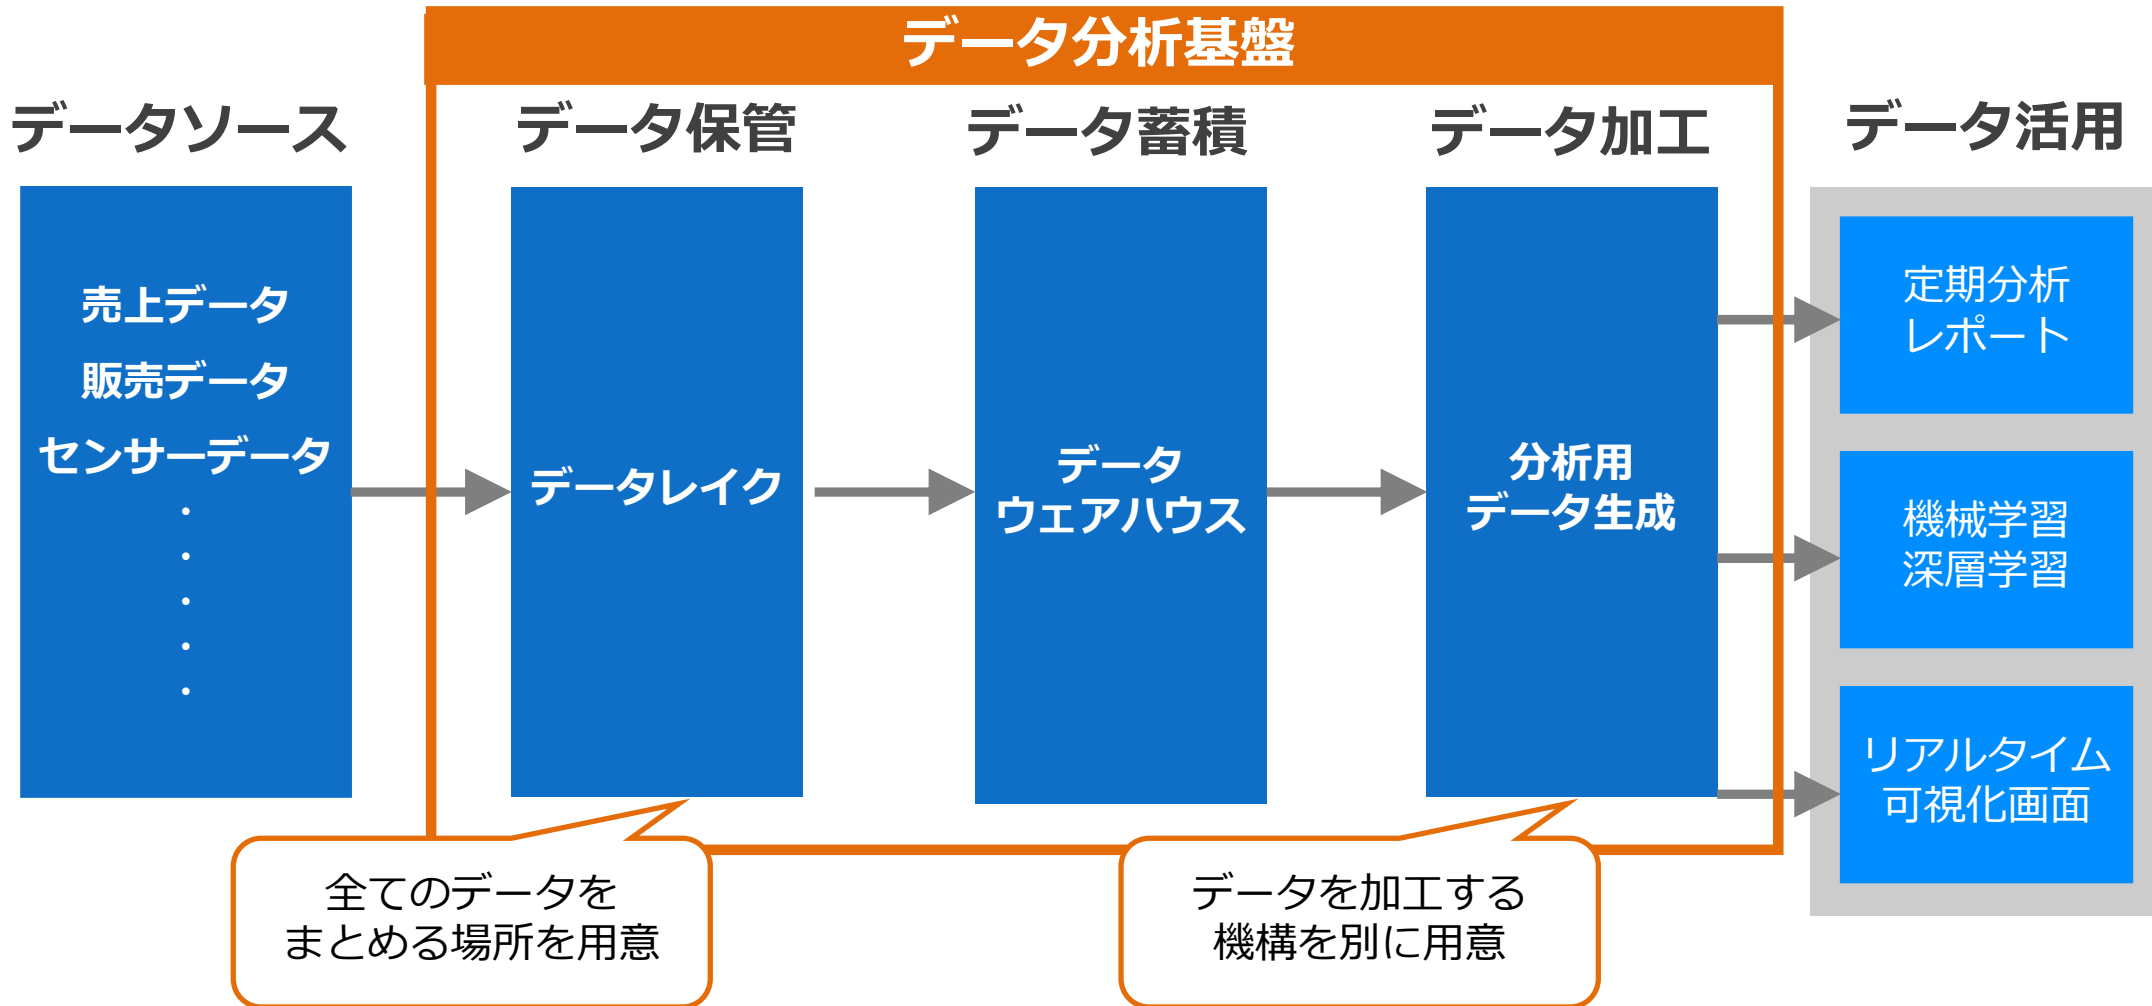 データ分析基盤
データソース
データ保管
データ蓄積
データ加工
データ活用
売上データ
販売データ
センサーデータ
・
・
・
・
・
データレイク
データ
ウェアハウス
分析用
データ生成
定期分析
レポート
機械学習
深層学習
リアルタイム
可視化画面
全てのデータを
まとめる場所を用意
データを加工する
機構を別に用意